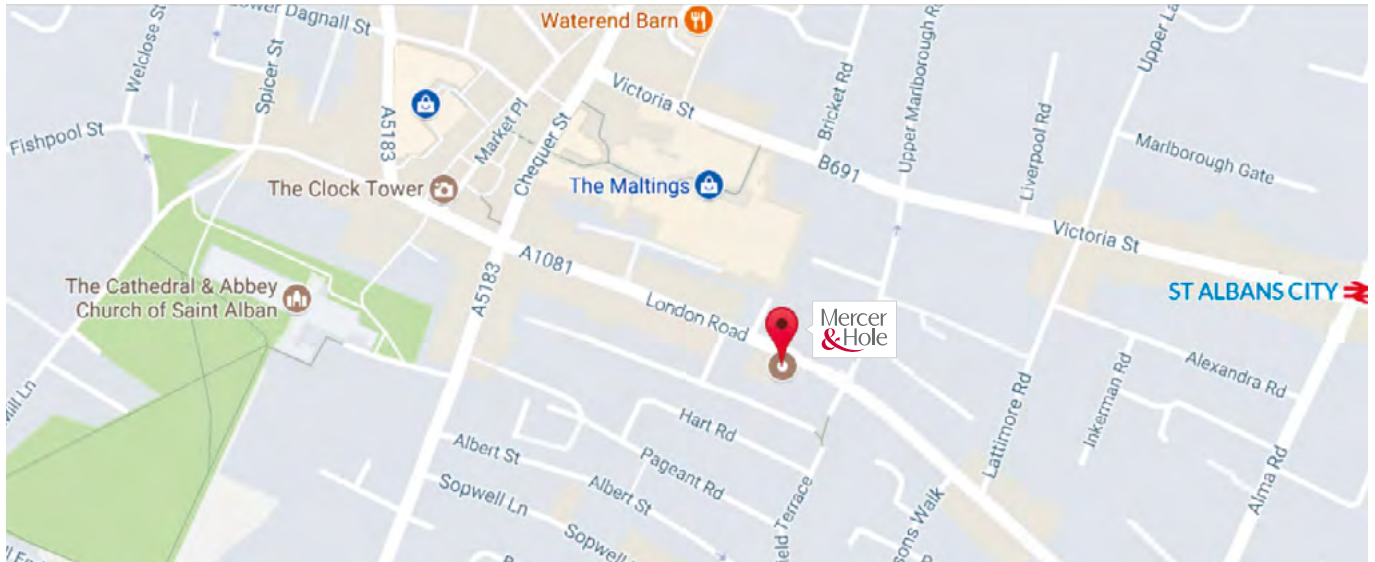 Lower Dagnall St
Waterend Barn
Upper Marlborough Rd
Welclose St
Spicer St
Victoria St
Bricket Rd
A5183
Market Pl
Liverpool Rd
Fishpool St
Chequer St
Marlborough Gate
B691
The Clock Tower
The Maltings
Victoria St
A1081
The Cathedral & Abbey
Church of Saint Alban
A5183
ST ALBANS CITY
London Road
Mercer
&Hole
Alexandra Rd
Inkerman Rd
Lattimore Rd
Hart Rd
Albert St
Pageant Rd
Alma Rd
Sopwell Ln
Albert St
Terrace
Walk
Sopwell